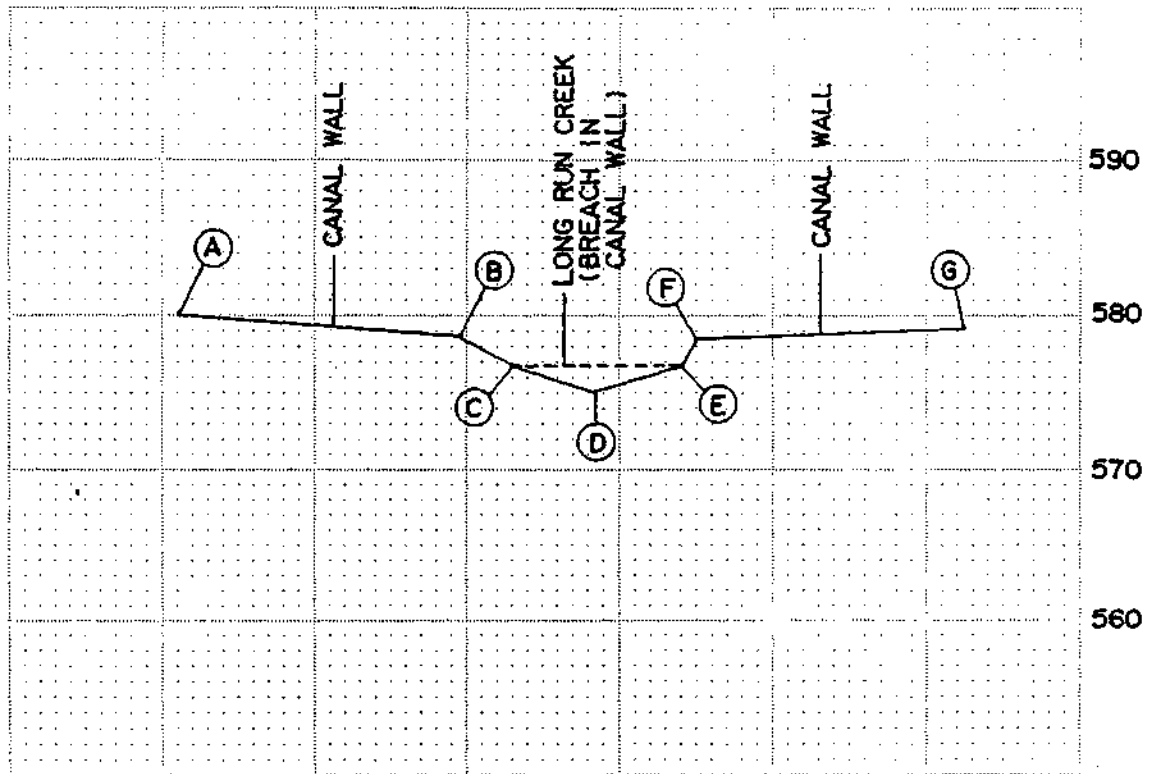 CANAL WALL
LONG RUN CREEK
(BREACH IN
CANAL WALL)
CANAL WALL
590
A
B
F
G
580
C
E
D
570
560